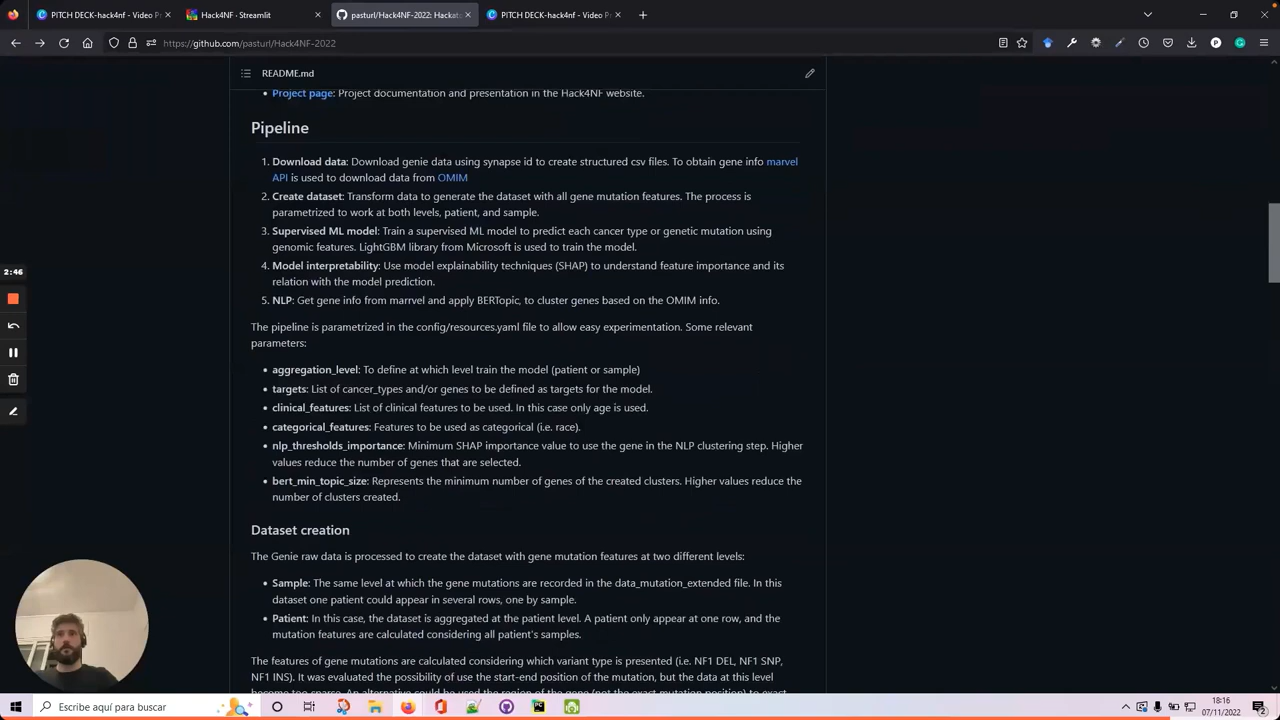 PITCH DECK-hack4nf - Video P
Hack4NF · Streamlit
pasturl/Hack4NF-2022: Hackat
PITCH DECK-hack4nf - Video P
https://github.com/pasturl/Hack4NF-2022
README.md
Project page: Project documentation and presentation in the Hack4NF website.
Pipeline
1. Download data: Download genie data using synapse id to create structured csv files. To obtain gene info marvel
API is used to download data from OMIM
2. Create dataset: Transform data to generate the dataset with all gene mutation features. The process is
parametrized to work at both levels, patient, and sample.
3. Supervised ML model: Train a supervised ML model to predict each cancer type or genetic mutation using
genomic features. LightGBM library from Microsoft is used to train the model.
4. Model interpretability: Use model explainability techniques (SHAP) to understand feature importance and its
relation with the model prediction.
5. NLP: Get gene info from marrvel and apply BERTopic, to cluster genes based on the OMIM info.
The pipeline is parametrized in the config/resources.yaml file to allow easy experimentation. Some relevant
parameters:
aggregation_level: To define at which level train the model (patient or sample)
targets: List of cancer_types and/or genes to be defined as targets for the model.
clinical_features: List of clinical features to be used. In this case only age is used.
categorical_features: Features to be used as categorical (i.e. race).
nlp_thresholds_importance: Minimum SHAP importance value to use the gene in the NLP clustering step. Higher
values reduce the number of genes that are selected.
bert_min_topic_size: Represents the minimum number of genes of the created clusters. Higher values reduce the
number of clusters created.
Dataset creation
The Genie raw data is processed to create the dataset with gene mutation features at two different levels:
Sample: The same level at which the gene mutations are recorded in the data_mutation_extended file. In this
dataset one patient could appear in several rows, one by sample.
Patient: In this case, the dataset is aggregated at the patient level. A patient only appear at one row, and the
mutation features are calculated considering all patient's samples.
The features of gene mutations are calculated considering which variant type is presented (i.e. NF1 DEL, NF1 SNP,
NF1 INS). It was evaluated the possibility of use the start-end position of the mutation, but the data at this level
become too sparse. An alternative could be used the region of the gene (not the exact mutation position) to exact
2:46
Escribe aquí para buscar
18:16
07/11/2022